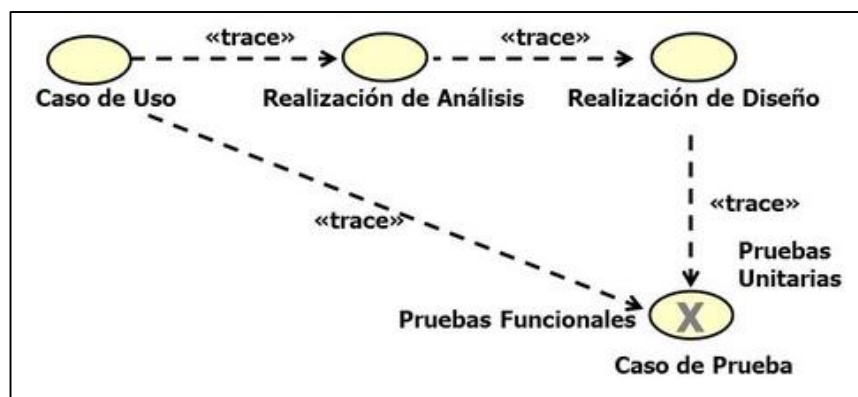 «trace»
«trace»
Caso de Uso
Realización de Análisis
Realización de Diseño
«trace»
«trace»
Pruebas
Unitarias
Pruebas Funcionales
X
Caso de Prueba